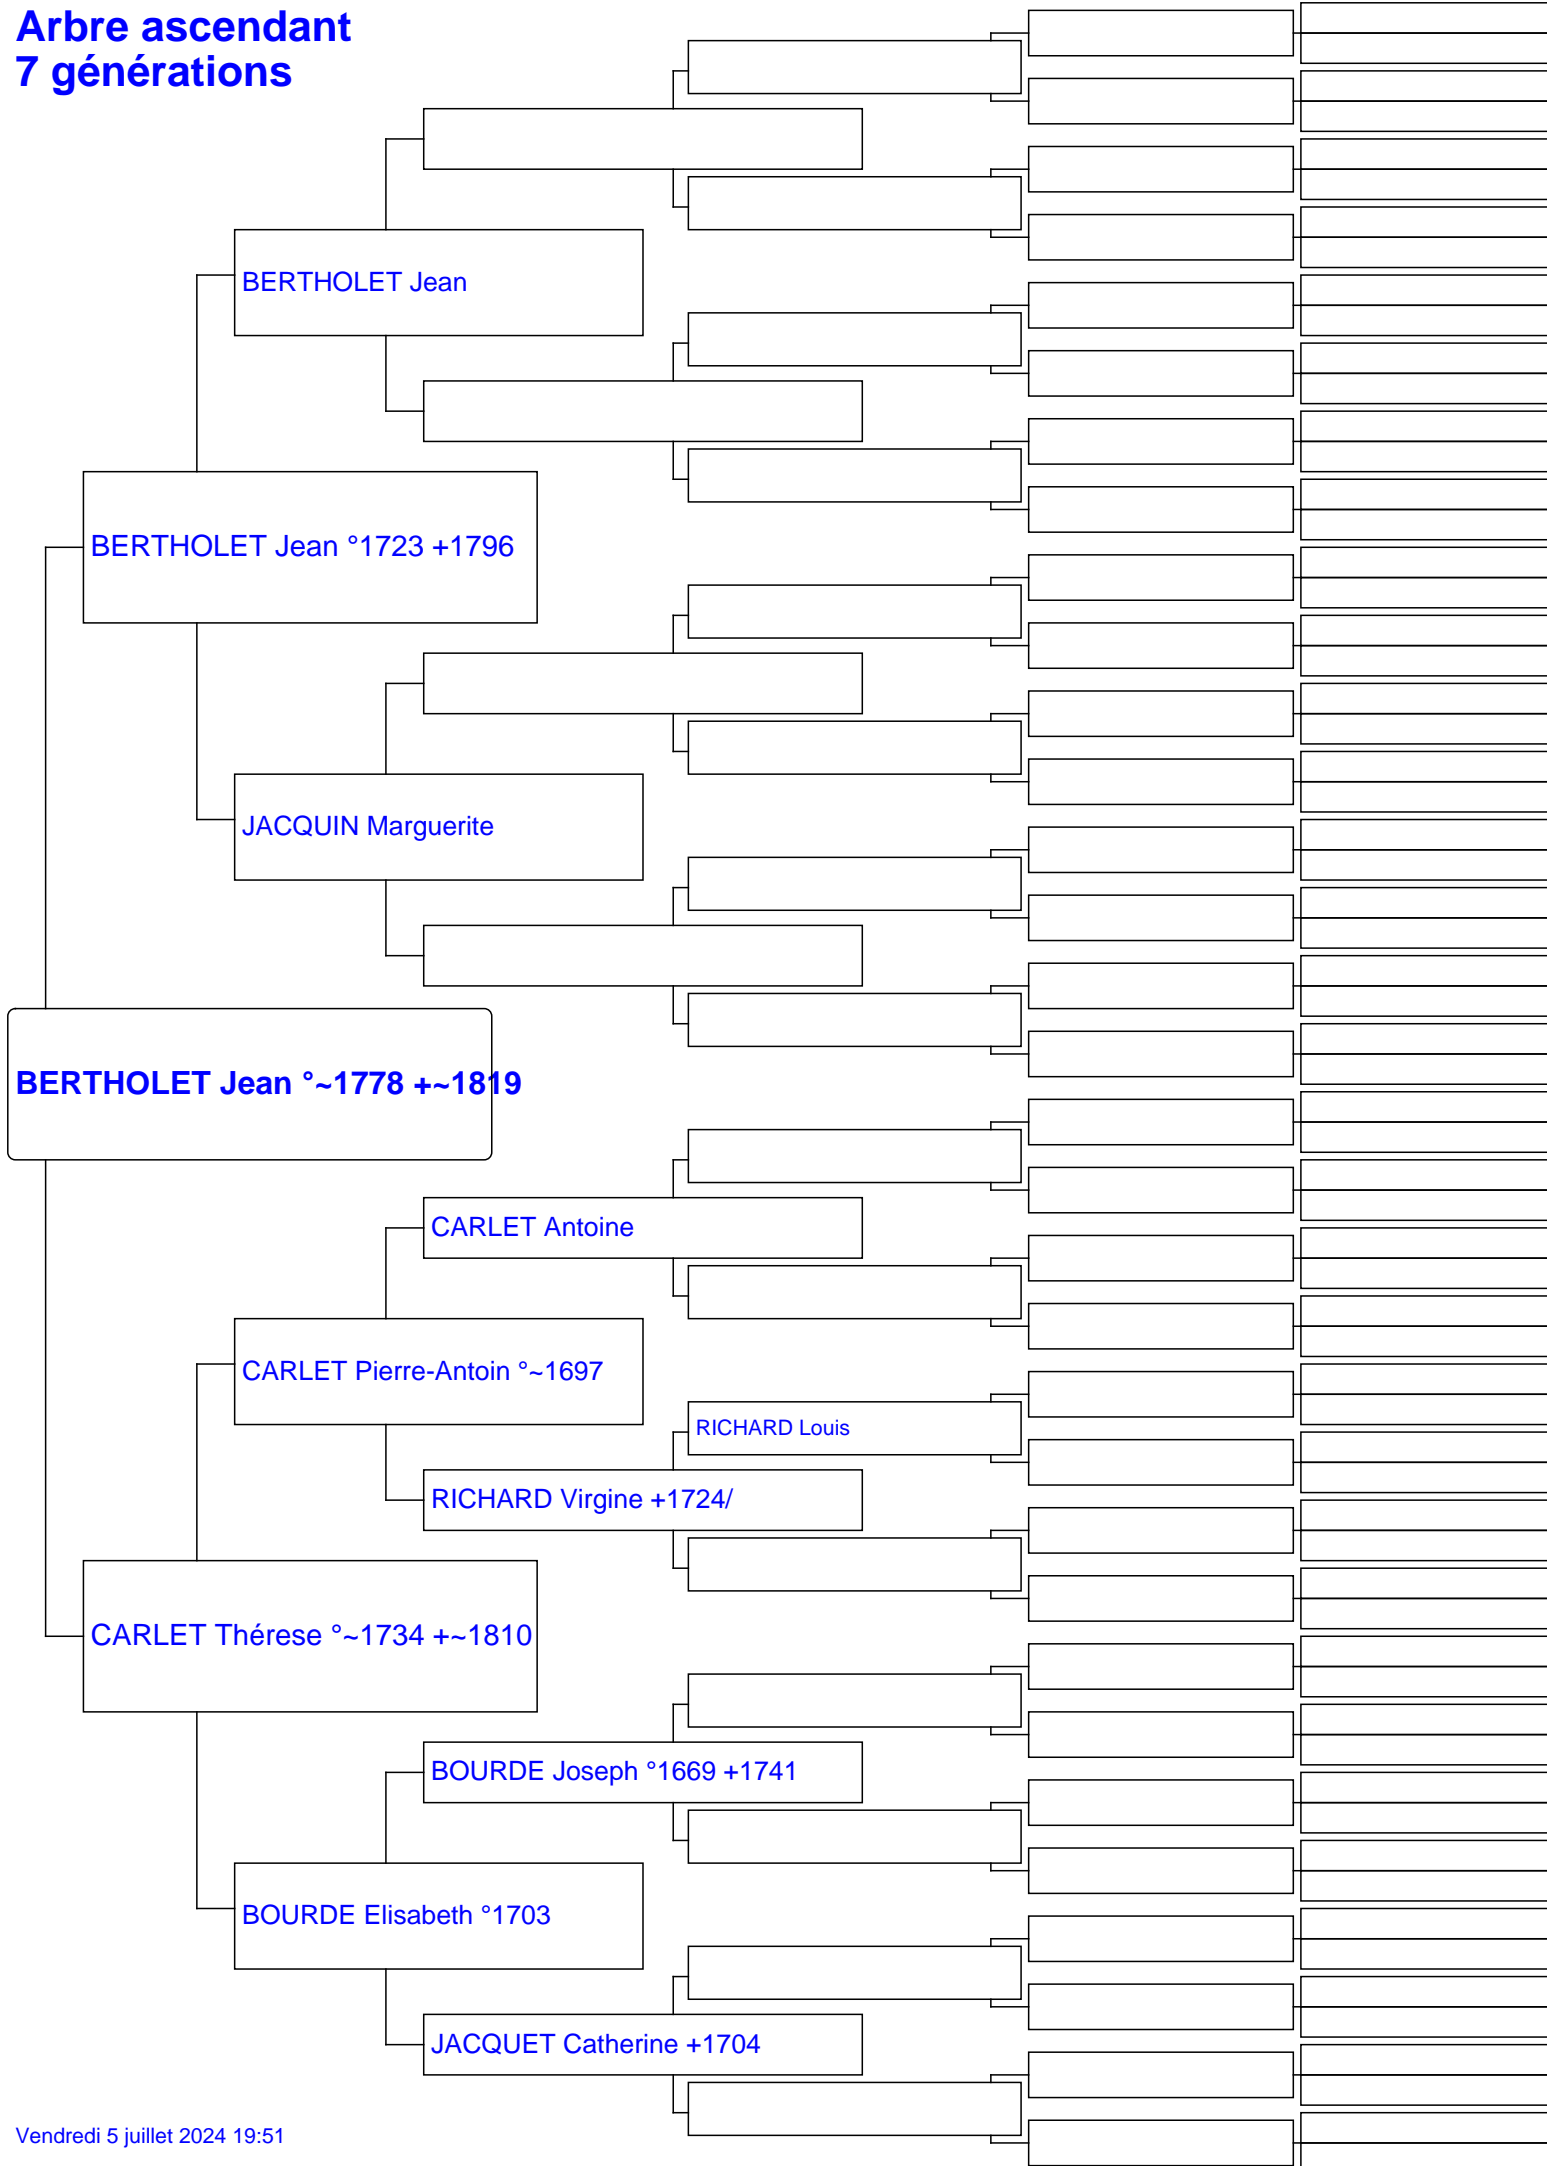 Arbre ascendant
7 générations
BERTHOLET Jean
BERTHOLET Jean °1723 +1796
JACQUIN Marguerite
BERTHOLET Jean °~1778 +~1819
CARLET Antoine
CARLET Pierre-Antoin °~1697
RICHARD Louis
RICHARD Virgine +1724/
CARLET Thérese °~1734 +~1810
BOURDE Joseph °1669 +1741
BOURDE Elisabeth °1703
JACQUET Catherine +1704
Vendredi 5 juillet 2024 19:51